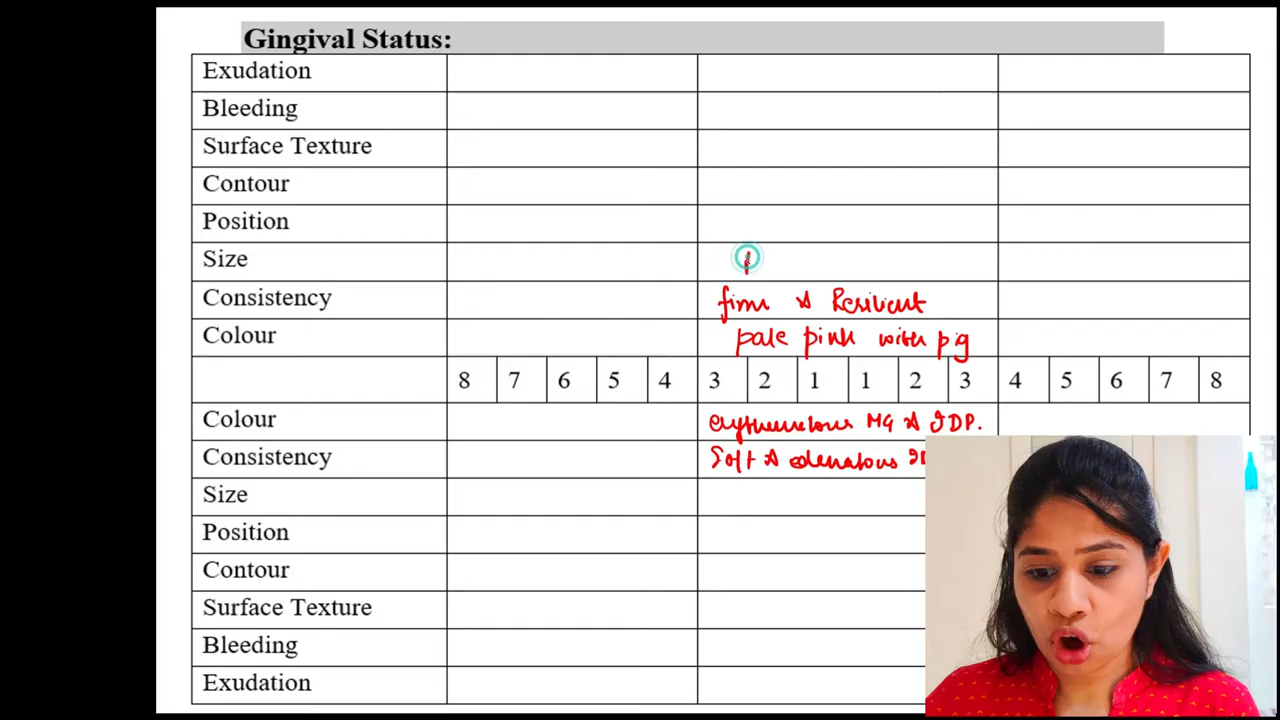 Gingival Status:
Exudation
Bleeding
Surface Texture
Contour
Position
Size
Consistency firm & Resilient
Colour pale pink with pig
8 7 6 5 4 3 2 1 1 2 3 4 5 6 7 8
Colour erythematous MG & IDP.
Consistency Soft & edematous
Size
Position
Contour
Surface Texture
Bleeding
Exudation